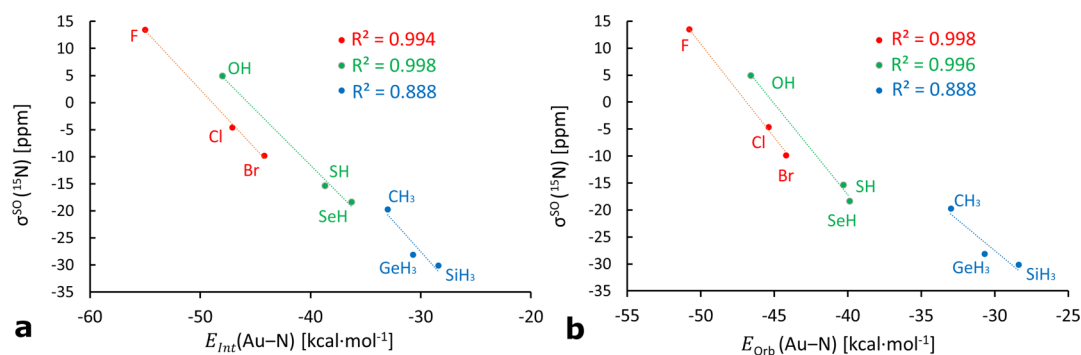 15
10
5
0
-5
-10
-15
-20
-25
-30
-35
σ^SO(¹⁵N) [ppm]
F
OH
Cl
Br
SH
SeH
CH₃
GeH₃
SiH₃
R² = 0.994
R² = 0.998
R² = 0.888
-60 -50 -40 -30 -20
a
E_Int(Au–N) [kcal·mol⁻¹]
15
10
5
0
-5
-10
-15
-20
-25
-30
-35
σ^SO(¹⁵N) [ppm]
F
OH
Cl
Br
SH
SeH
CH₃
GeH₃
SiH₃
R² = 0.998
R² = 0.996
R² = 0.888
-55 -50 -45 -40 -35 -30 -25
b
E_Orb (Au–N) [kcal·mol⁻¹]